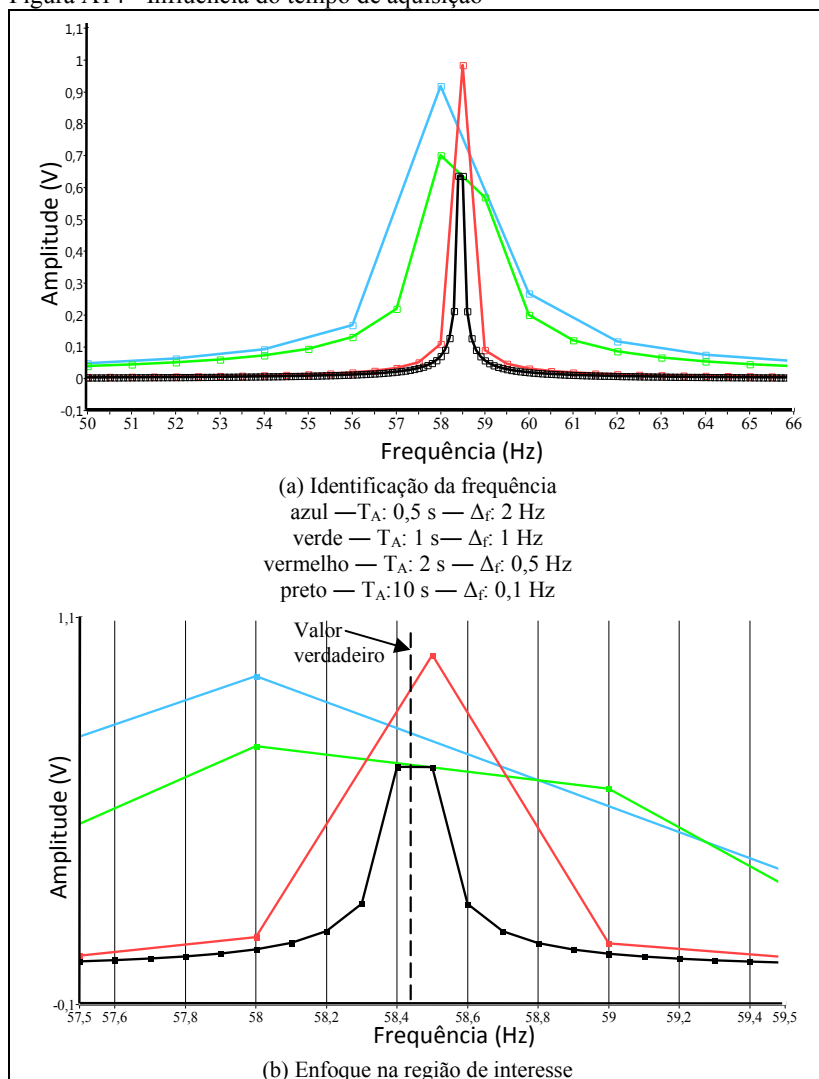 Figura A14 - Influência do tempo de aquisição
1,1
1
0,9
0,8
0,7
0,6
0,5
0,4
0,3
0,2
0,1
0
-0,1
Amplitude (V)
50 51 52 53 54 55 56 57 58 59 60 61 62 63 64 65 66
Frequência (Hz)
(a) Identificação da frequência
azul —TA: 0,5 s — Δf: 2 Hz
verde — TA: 1 s— Δf: 1 Hz
vermelho — TA: 2 s — Δf: 0,5 Hz
preto — TA:10 s — Δf: 0,1 Hz
1,1
Valor
verdadeiro
Amplitude (V)
-0,1
57,5 57,6 57,8 58 58,2 58,4 58,6 58,8 59 59,2 59,4 59,5
Frequência (Hz)
(b) Enfoque na região de interesse